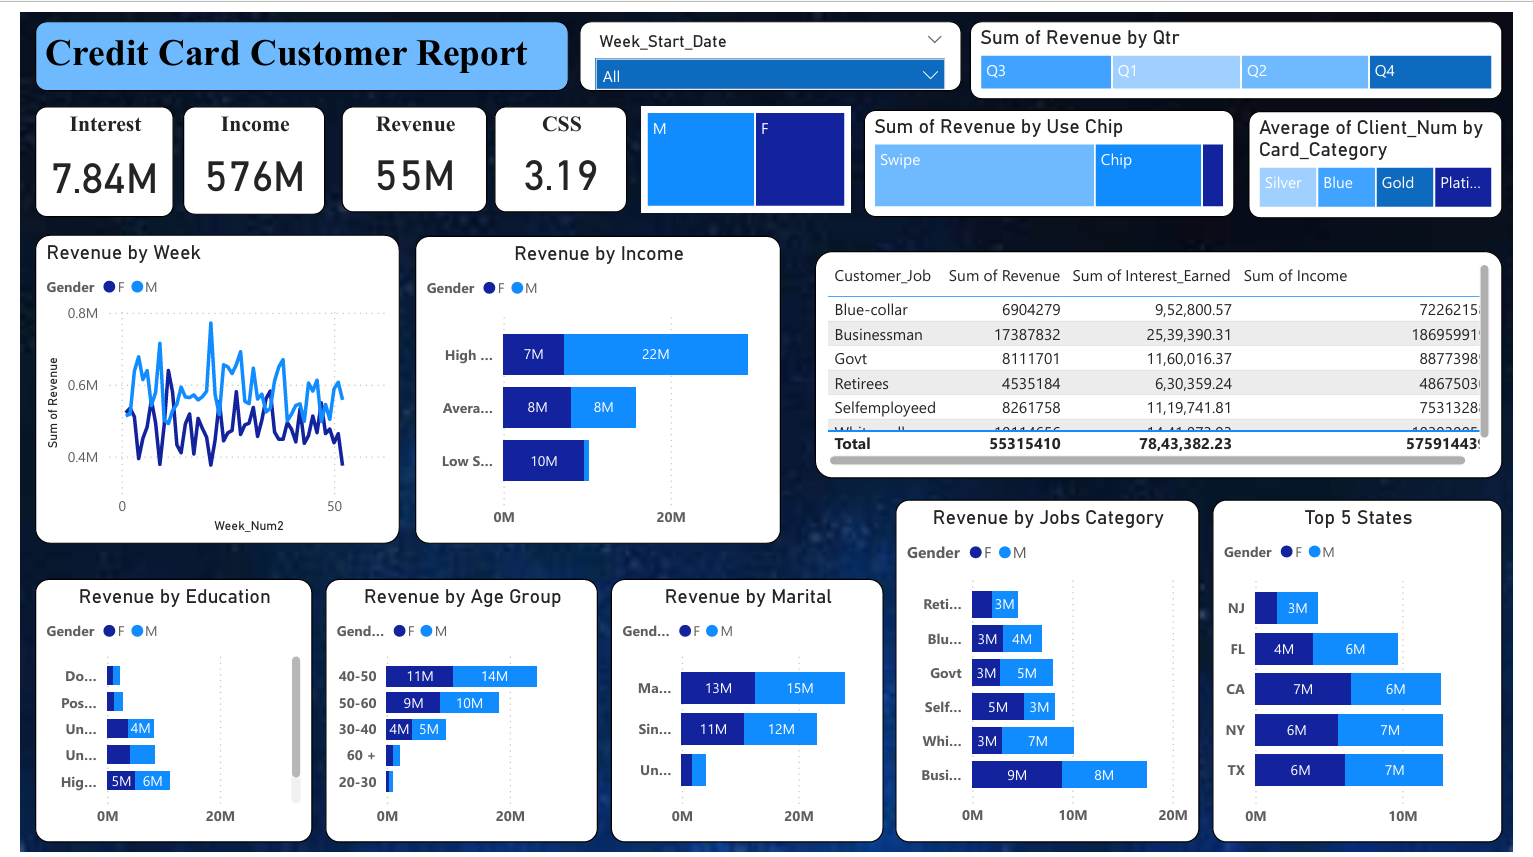 Credit Card Customer Report
Week_Start_Date
All
Sum of Revenue by Qtr
Q3 Q1 Q2 Q4
Interest
7.84M
Income
576M
Revenue
55M
CSS
3.19
M F
Sum of Revenue by Use Chip
Swipe Chip
Average of Client_Num by
Card_Category
Silver Blue Gold Plati...
Revenue by Week
Gender F M
0.8M
0.6M
0.4M
Sum of Revenue
0 50
Week_Num2
Revenue by Income
Gender F M
High ... 7M 22M
Avera... 8M 8M
Low S... 10M
0M 20M
Customer_Job Sum of Revenue Sum of Interest_Earned Sum of Income
Blue-collar 6904279 9,52,800.57 7226215
Businessman 17387832 25,39,390.31 18695991
Govt 8111701 11,60,016.37 8877398
Retirees 4535184 6,30,359.24 4867503
Selfemployeed 8261758 11,19,741.81 7531328
Total 55315410 78,43,382.23 57591443
Revenue by Education
Gender F M
Do...
Pos...
Un... 4M
Un...
Hig... 5M 6M
0M 20M
Revenue by Age Group
Gend... F M
40-50 11M 14M
50-60 9M 10M
30-40 4M 5M
60 +
20-30
0M 20M
Revenue by Marital
Gend... F M
Ma... 13M 15M
Sin... 11M 12M
Un...
0M 20M
Revenue by Jobs Category
Gender F M
Reti... 3M
Blu... 3M 4M
Govt 3M 5M
Self... 5M 3M
Whi... 3M 7M
Busi... 9M 8M
0M 10M 20M
Top 5 States
Gender F M
NJ 3M
FL 4M 6M
CA 7M 6M
NY 6M 7M
TX 6M 7M
0M 10M